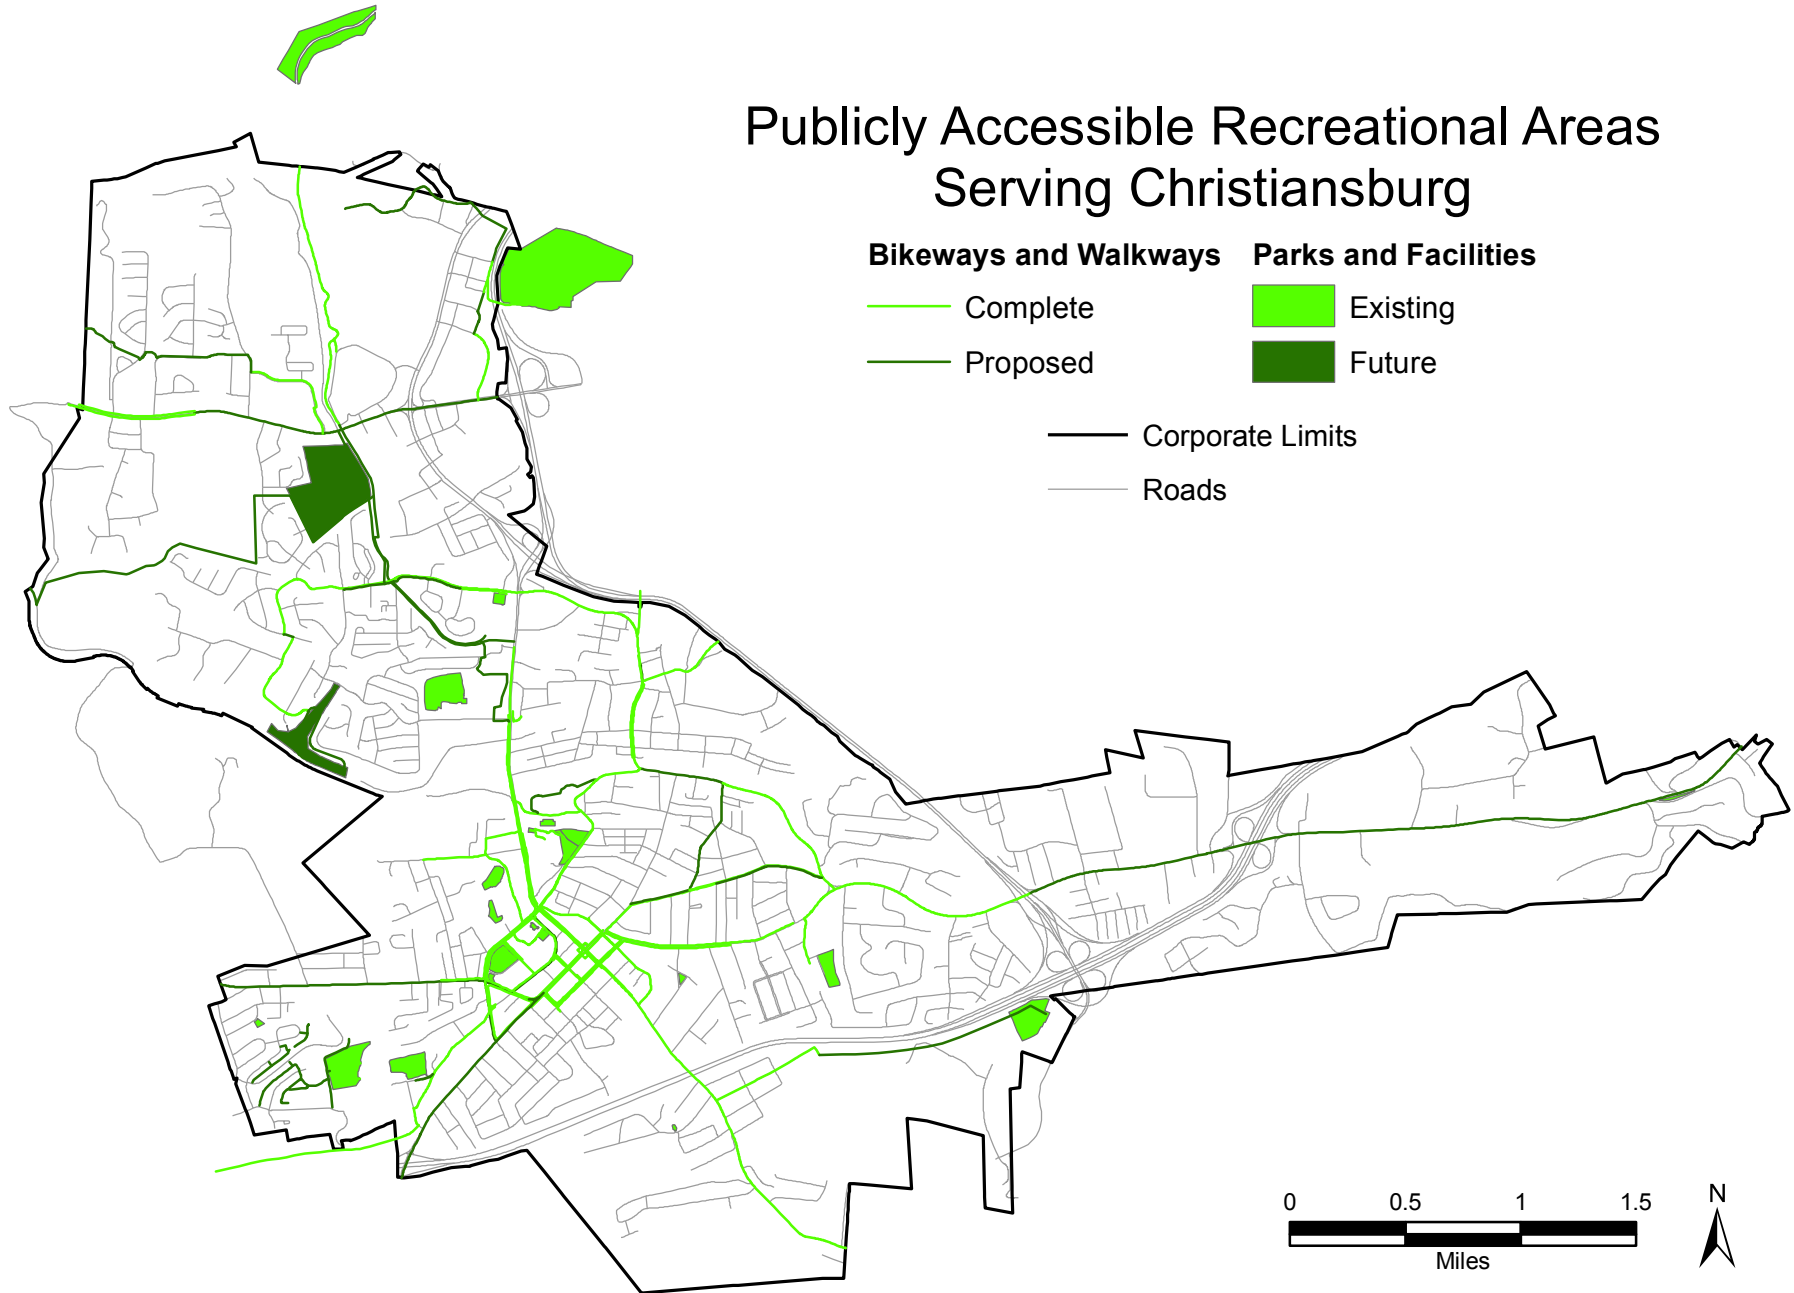 Publicly Accessible Recreational Areas
Serving Christiansburg
Bikeways and Walkways
Complete
Proposed
Parks and Facilities
Existing
Future
Corporate Limits
Roads
0 0.5 1 1.5
Miles
N